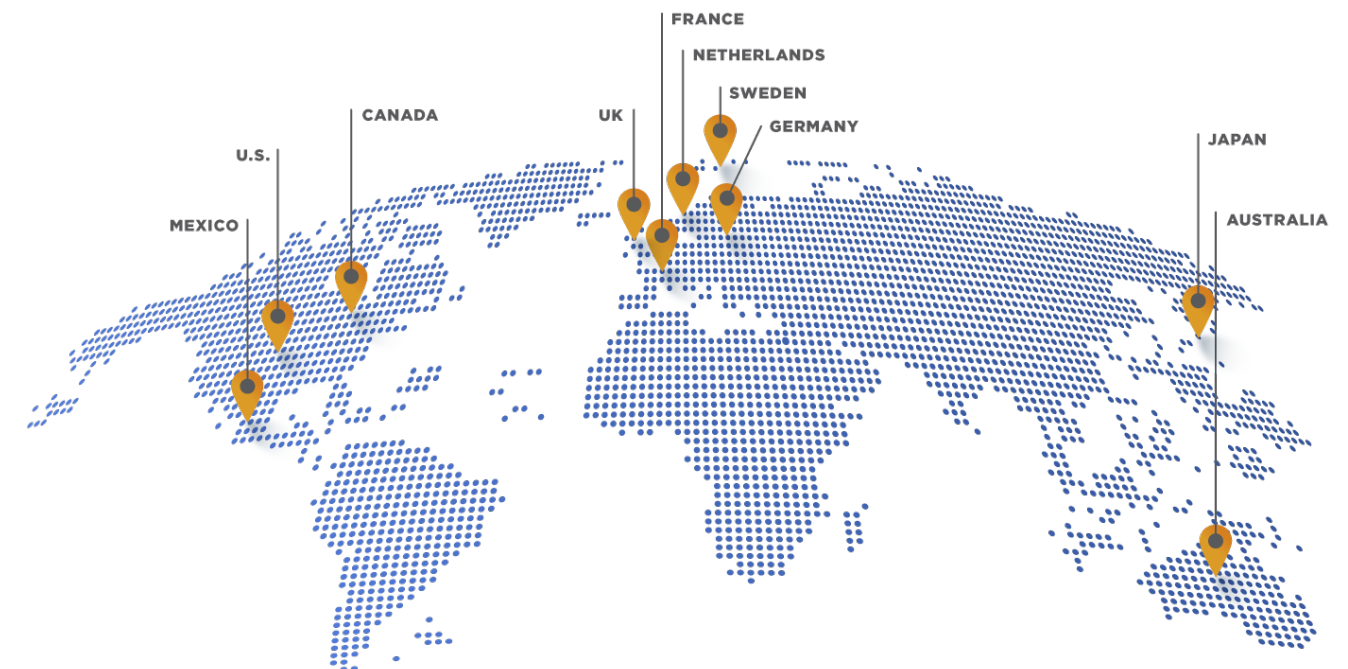 FRANCE
NETHERLANDS
SWEDEN
CANADA
UK
GERMANY
JAPAN
U.S.
AUSTRALIA
MEXICO